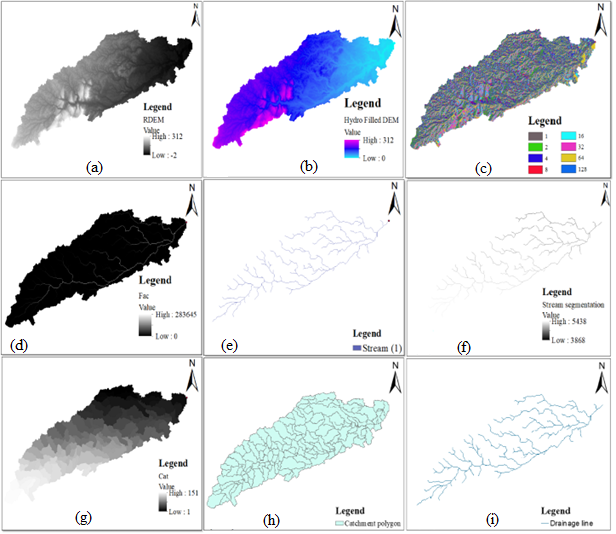 N
Legend
RDEM
Value
High : 312
Low : -2
(a)
N
Legend
Hydro Filled DEM
Value
High : 312
Low : 0
(b)
N
Legend
1 16
2 32
4 64
8 128
(c)
N
Legend
Fac
Value
High : 283645
Low : 0
(d)
N
Legend
Stream (1)
(e)
N
Legend
Stream segmentation
Value
High : 5438
Low : 3868
(f)
N
Legend
Cat
Value
High : 151
Low : 1
(g)
N
Legend
Catchment polygon
(h)
N
Legend
Drainage line
(i)